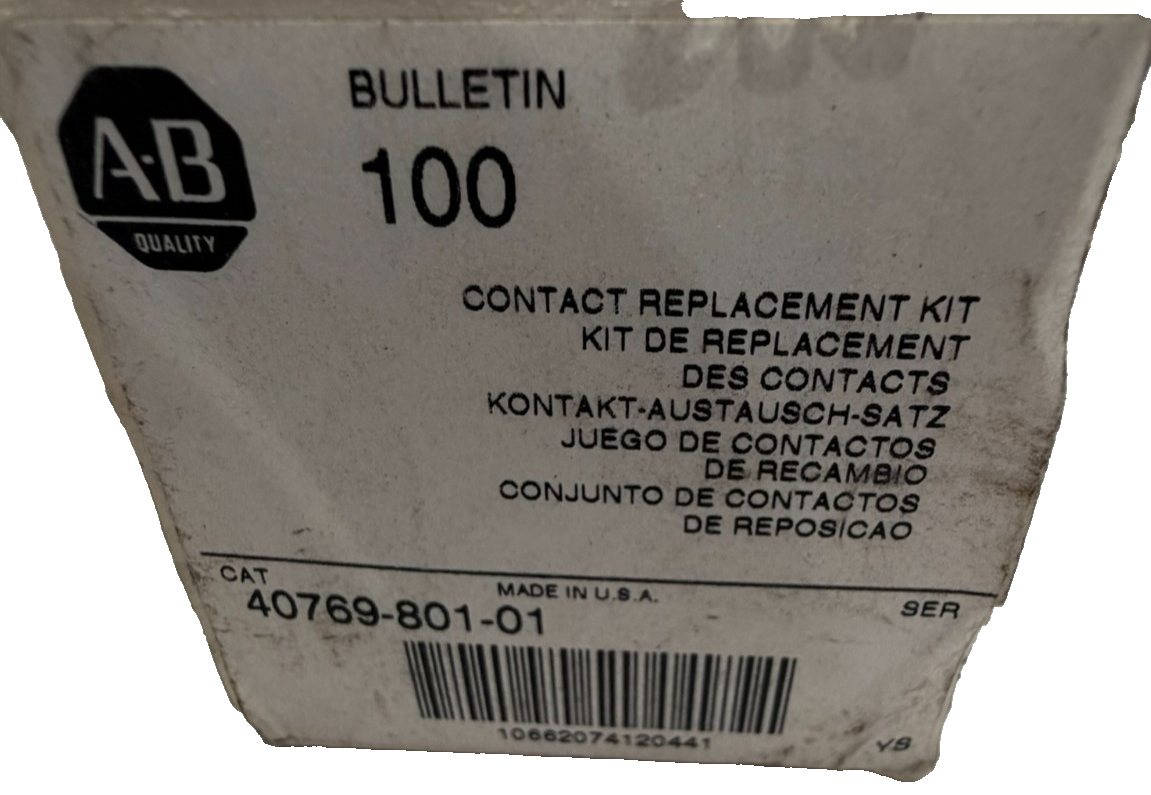 A-B
QUALITY
BULLETIN
100
CONTACT REPLACEMENT KIT
KIT DE REPLACEMENT
DES CONTACTS
KONTAKT-AUSTAUSCH-SATZ
JUEGO DE CONTACTOS
DE RECAMBIO
CONJUNTO DE CONTACTOS
DE REPOSICAO
CAT
MADE IN U.S.A.
SER
40769-801-01
10662074120441
YS